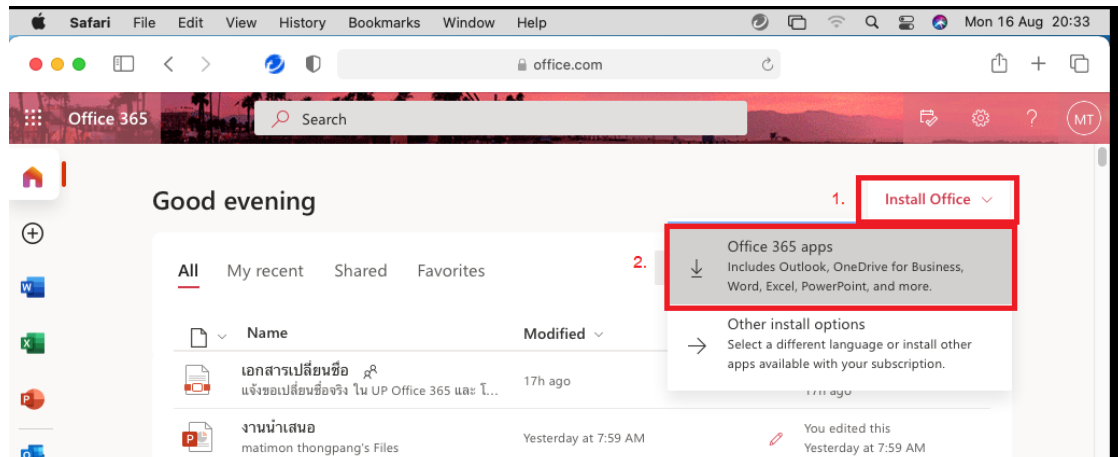 Safari File Edit View History Bookmarks Window Help Mon 16 Aug 20:33
office.com
Office 365 Search ? MT
Good evening
1. Install Office
2. Office 365 apps
Includes Outlook, OneDrive for Business,
Word, Excel, PowerPoint, and more.
Other install options
Select a different language or install other
apps available with your subscription.
All My recent Shared Favorites
Name Modified
เอกสารเปลี่ยนชื่อ
แจ้งขอเปลี่ยนชื่อจริง ใน UP Office 365 และ โ...
17h ago
17h ago
งานนำเสนอ
matimon thongpang's Files
Yesterday at 7:59 AM
You edited this
Yesterday at 7:59 AM